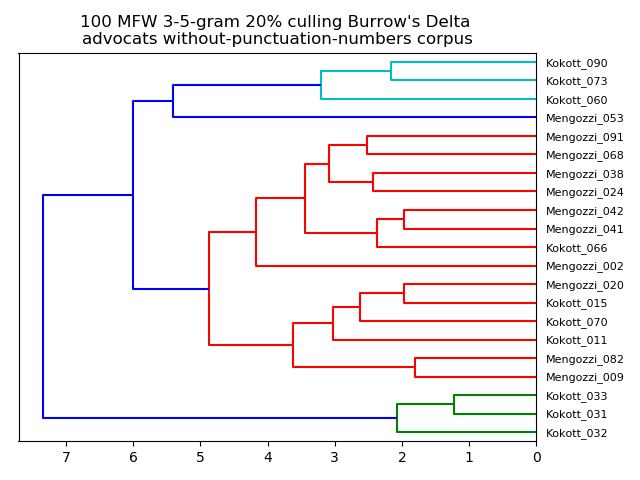 100 MFW 3-5-gram 20% culling Burrow's Delta
advocats without-punctuation-numbers corpus
Kokott_090
Kokott_073
Kokott_060
Mengozzi_053
Mengozzi_091
Mengozzi_068
Mengozzi_038
Mengozzi_024
Mengozzi_042
Mengozzi_041
Kokott_066
Mengozzi_002
Mengozzi_020
Kokott_015
Kokott_070
Kokott_011
Mengozzi_082
Mengozzi_009
Kokott_033
Kokott_031
Kokott_032
7 6 5 4 3 2 1 0